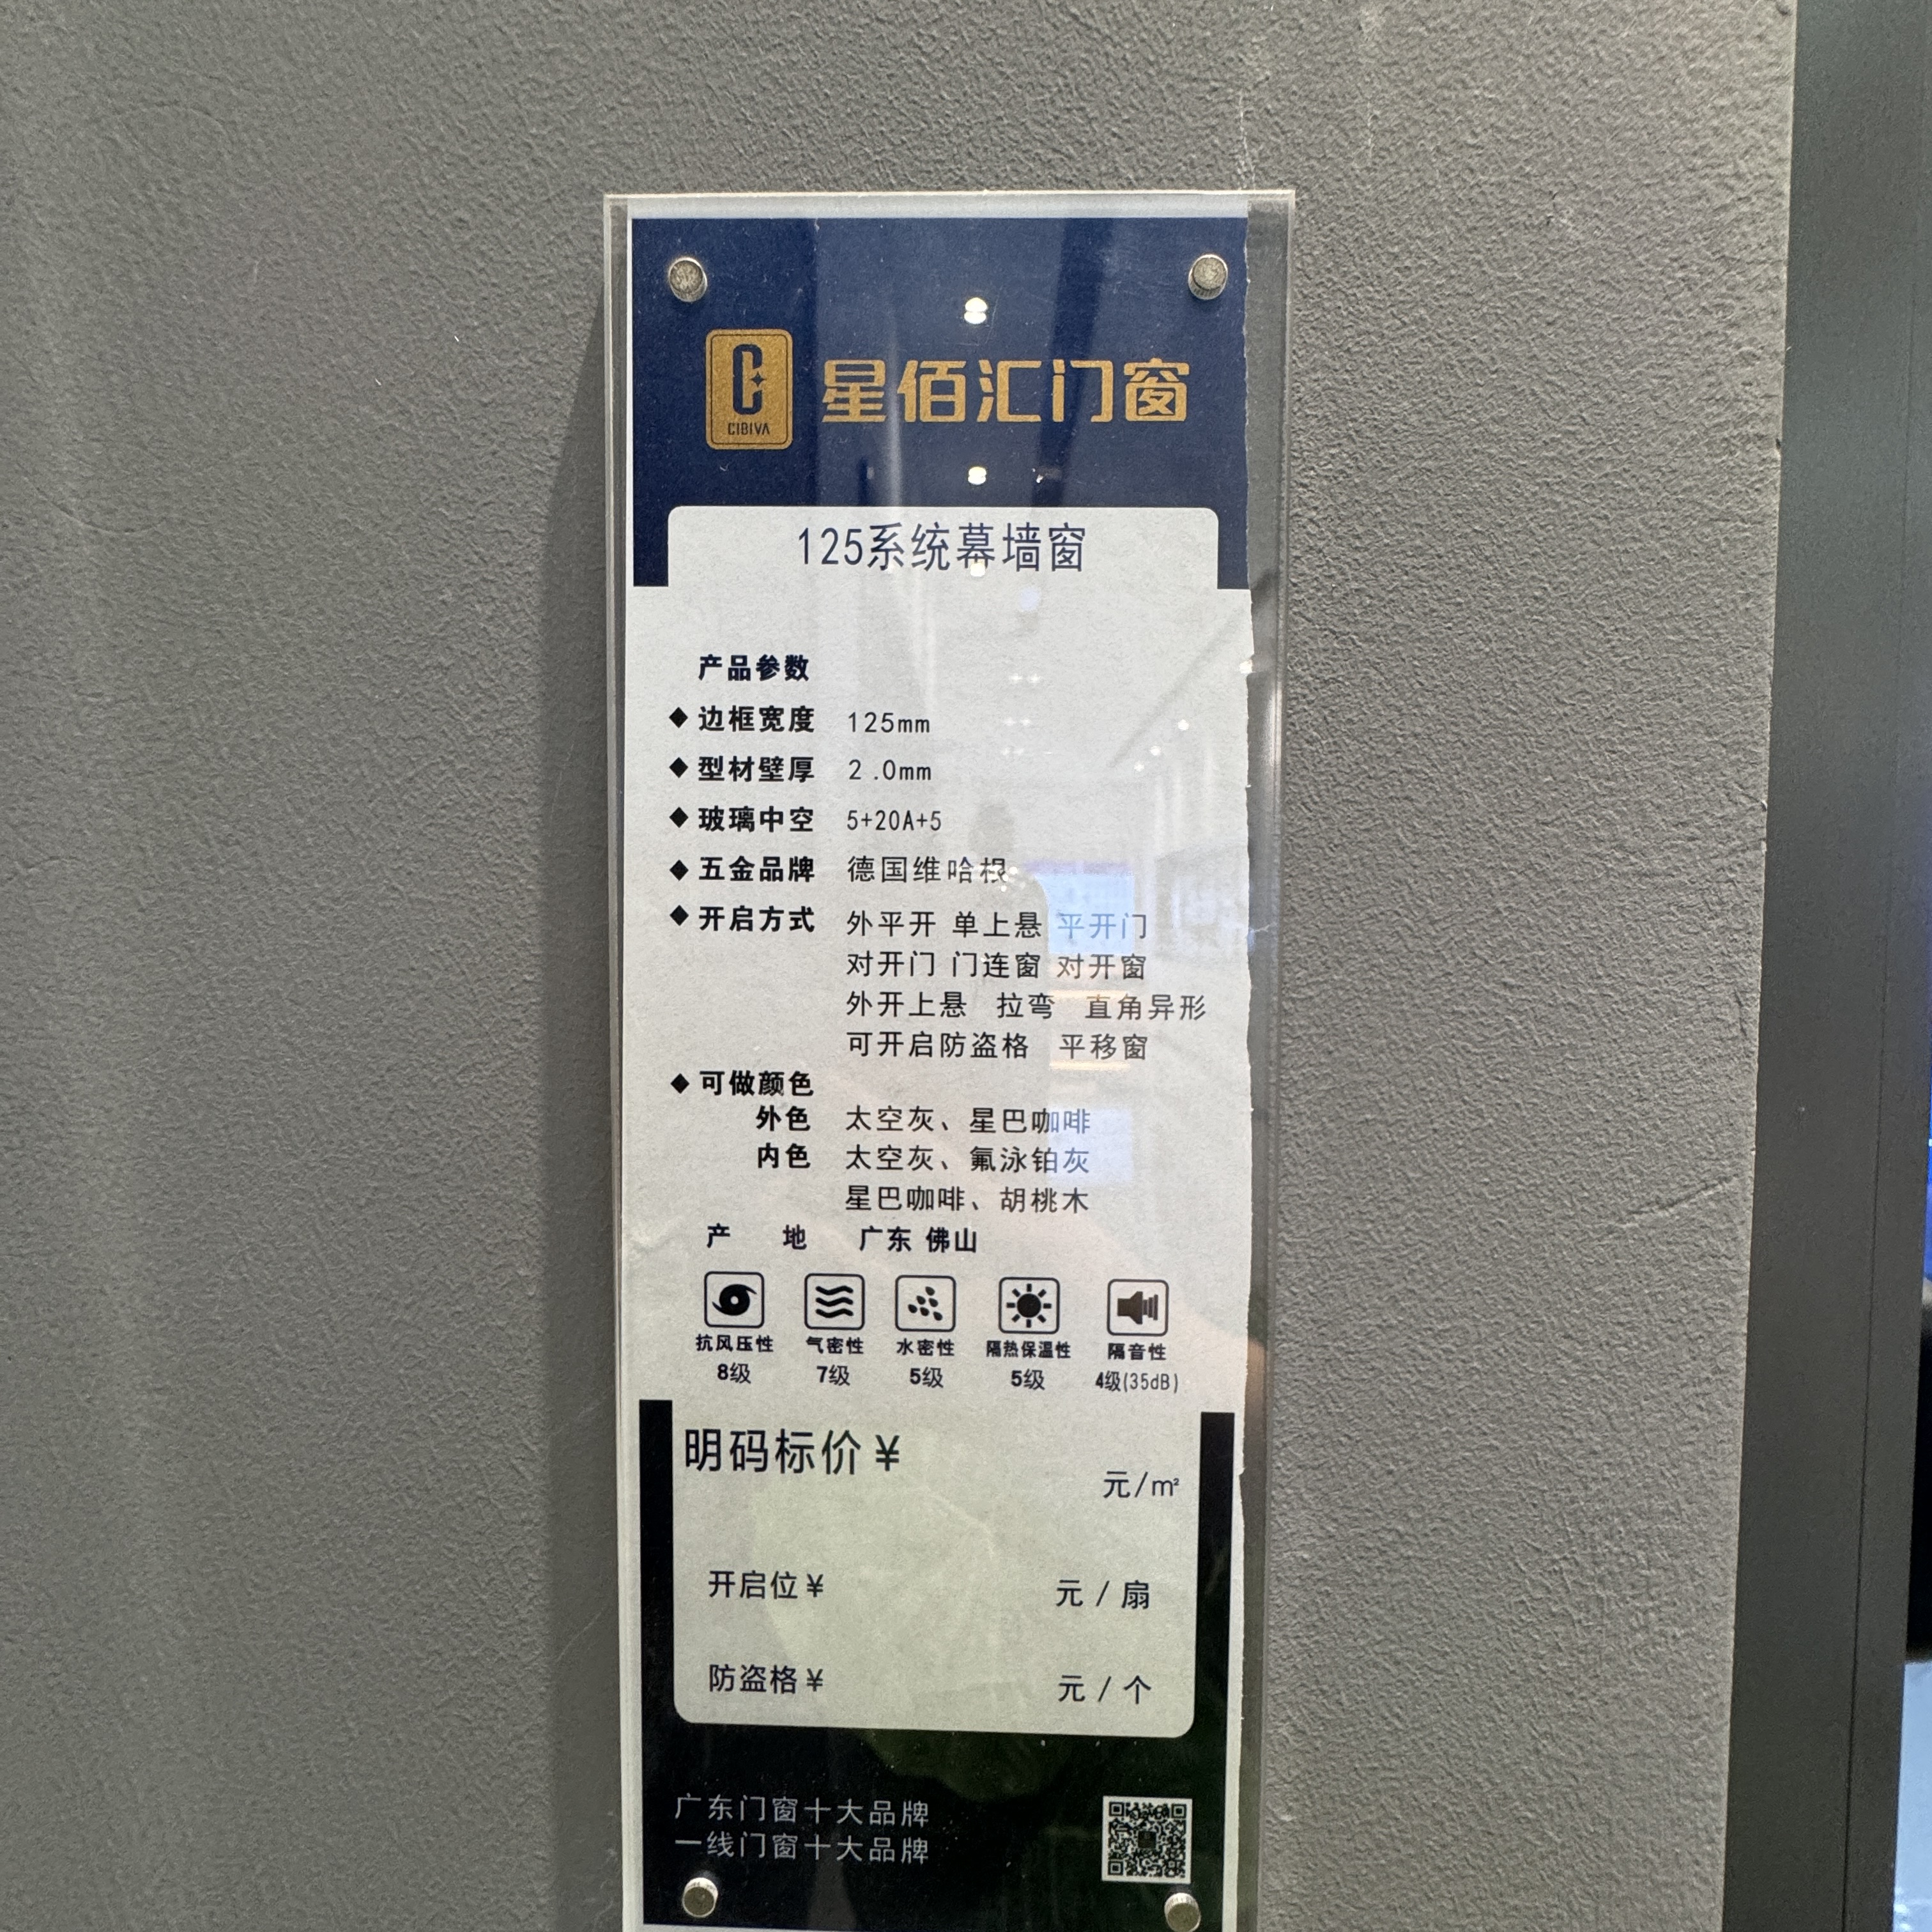 CIBIVA
星佰汇门窗
125系统幕墙窗
产品参数
◆ 边框宽度 125mm
◆ 型材壁厚 2.0mm
◆ 玻璃中空 5+20A+5
◆ 五金品牌 德国维哈根
◆ 开启方式 外平开 单上悬 平开门
对开门 门连窗 对开窗
外开上悬 拉弯 直角异形
可开启防盗格 平移窗
◆ 可做颜色
外色 太空灰、星巴咖啡
内色 太空灰、氟泳铂灰
星巴咖啡、胡桃木
产 地 广东 佛山
抗风压性 气密性 水密性 隔热保温性 隔音性
8级 7级 5级 5级 4级(35dB)
明码标价¥ 元/㎡
开启位¥ 元 / 扇
防盗格¥ 元 / 个
广东门窗十大品牌
一线门窗十大品牌